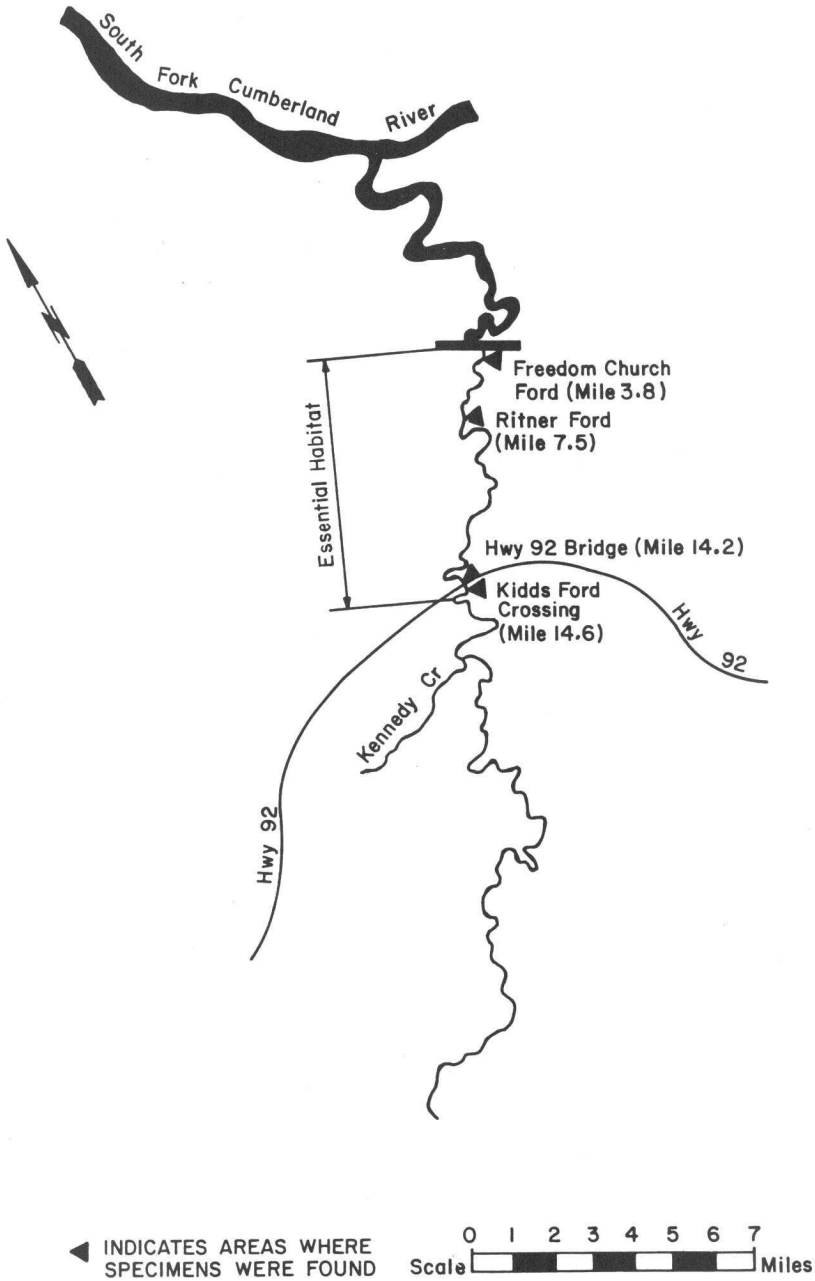 South Fork Cumberland River
Freedom Church
Ford (Mile 3.8)
Ritner Ford
(Mile 7.5)
Essential Habitat
Hwy 92 Bridge (Mile 14.2)
Kidds Ford
Crossing
(Mile 14.6)
Hwy 92
Kennedy Cr
Hwy 92
INDICATES AREAS WHERE
SPECIMENS WERE FOUND
0 1 2 3 4 5 6 7
Scale Miles